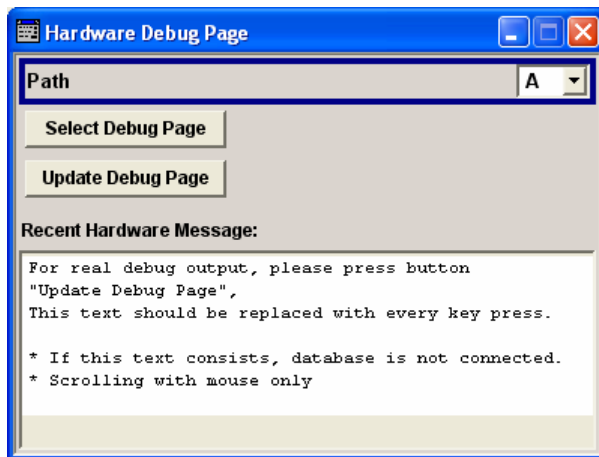 Hardware Debug Page
Path
A
Select Debug Page
Update Debug Page
Recent Hardware Message:
For real debug output, please press button
"Update Debug Page",
This text should be replaced with every key press.
* If this text consists, database is not connected.
* Scrolling with mouse only